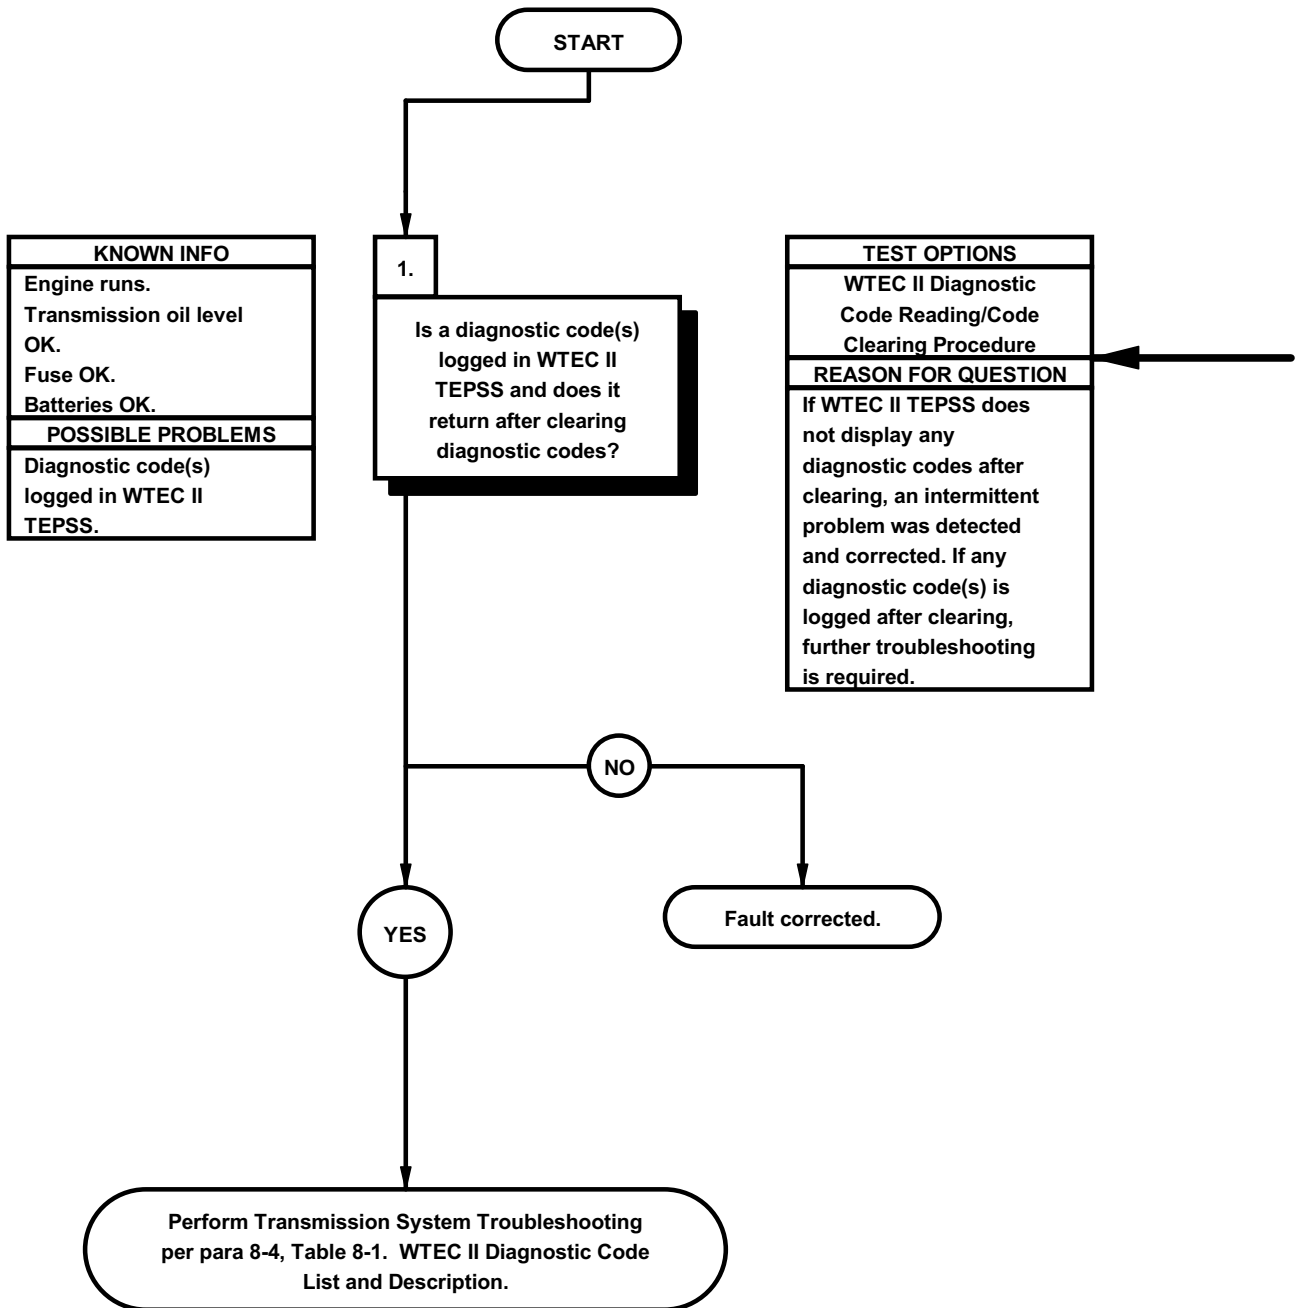 START
KNOWN INFO
Engine runs.
Transmission oil level
OK.
Fuse OK.
Batteries OK.
POSSIBLE PROBLEMS
Diagnostic code(s)
logged in WTEC II
TEPSS.
1.
Is a diagnostic code(s)
logged in WTEC II
TEPSS and does it
return after clearing
diagnostic codes?
TEST OPTIONS
WTEC II Diagnostic
Code Reading/Code
Clearing Procedure
REASON FOR QUESTION
If WTEC II TEPSS does
not display any
diagnostic codes after
clearing, an intermittent
problem was detected
and corrected. If any
diagnostic code(s) is
logged after clearing,
further troubleshooting
is required.
NO
Fault corrected.
YES
Perform Transmission System Troubleshooting
per para 8-4, Table 8-1.  WTEC II Diagnostic Code
List and Description.